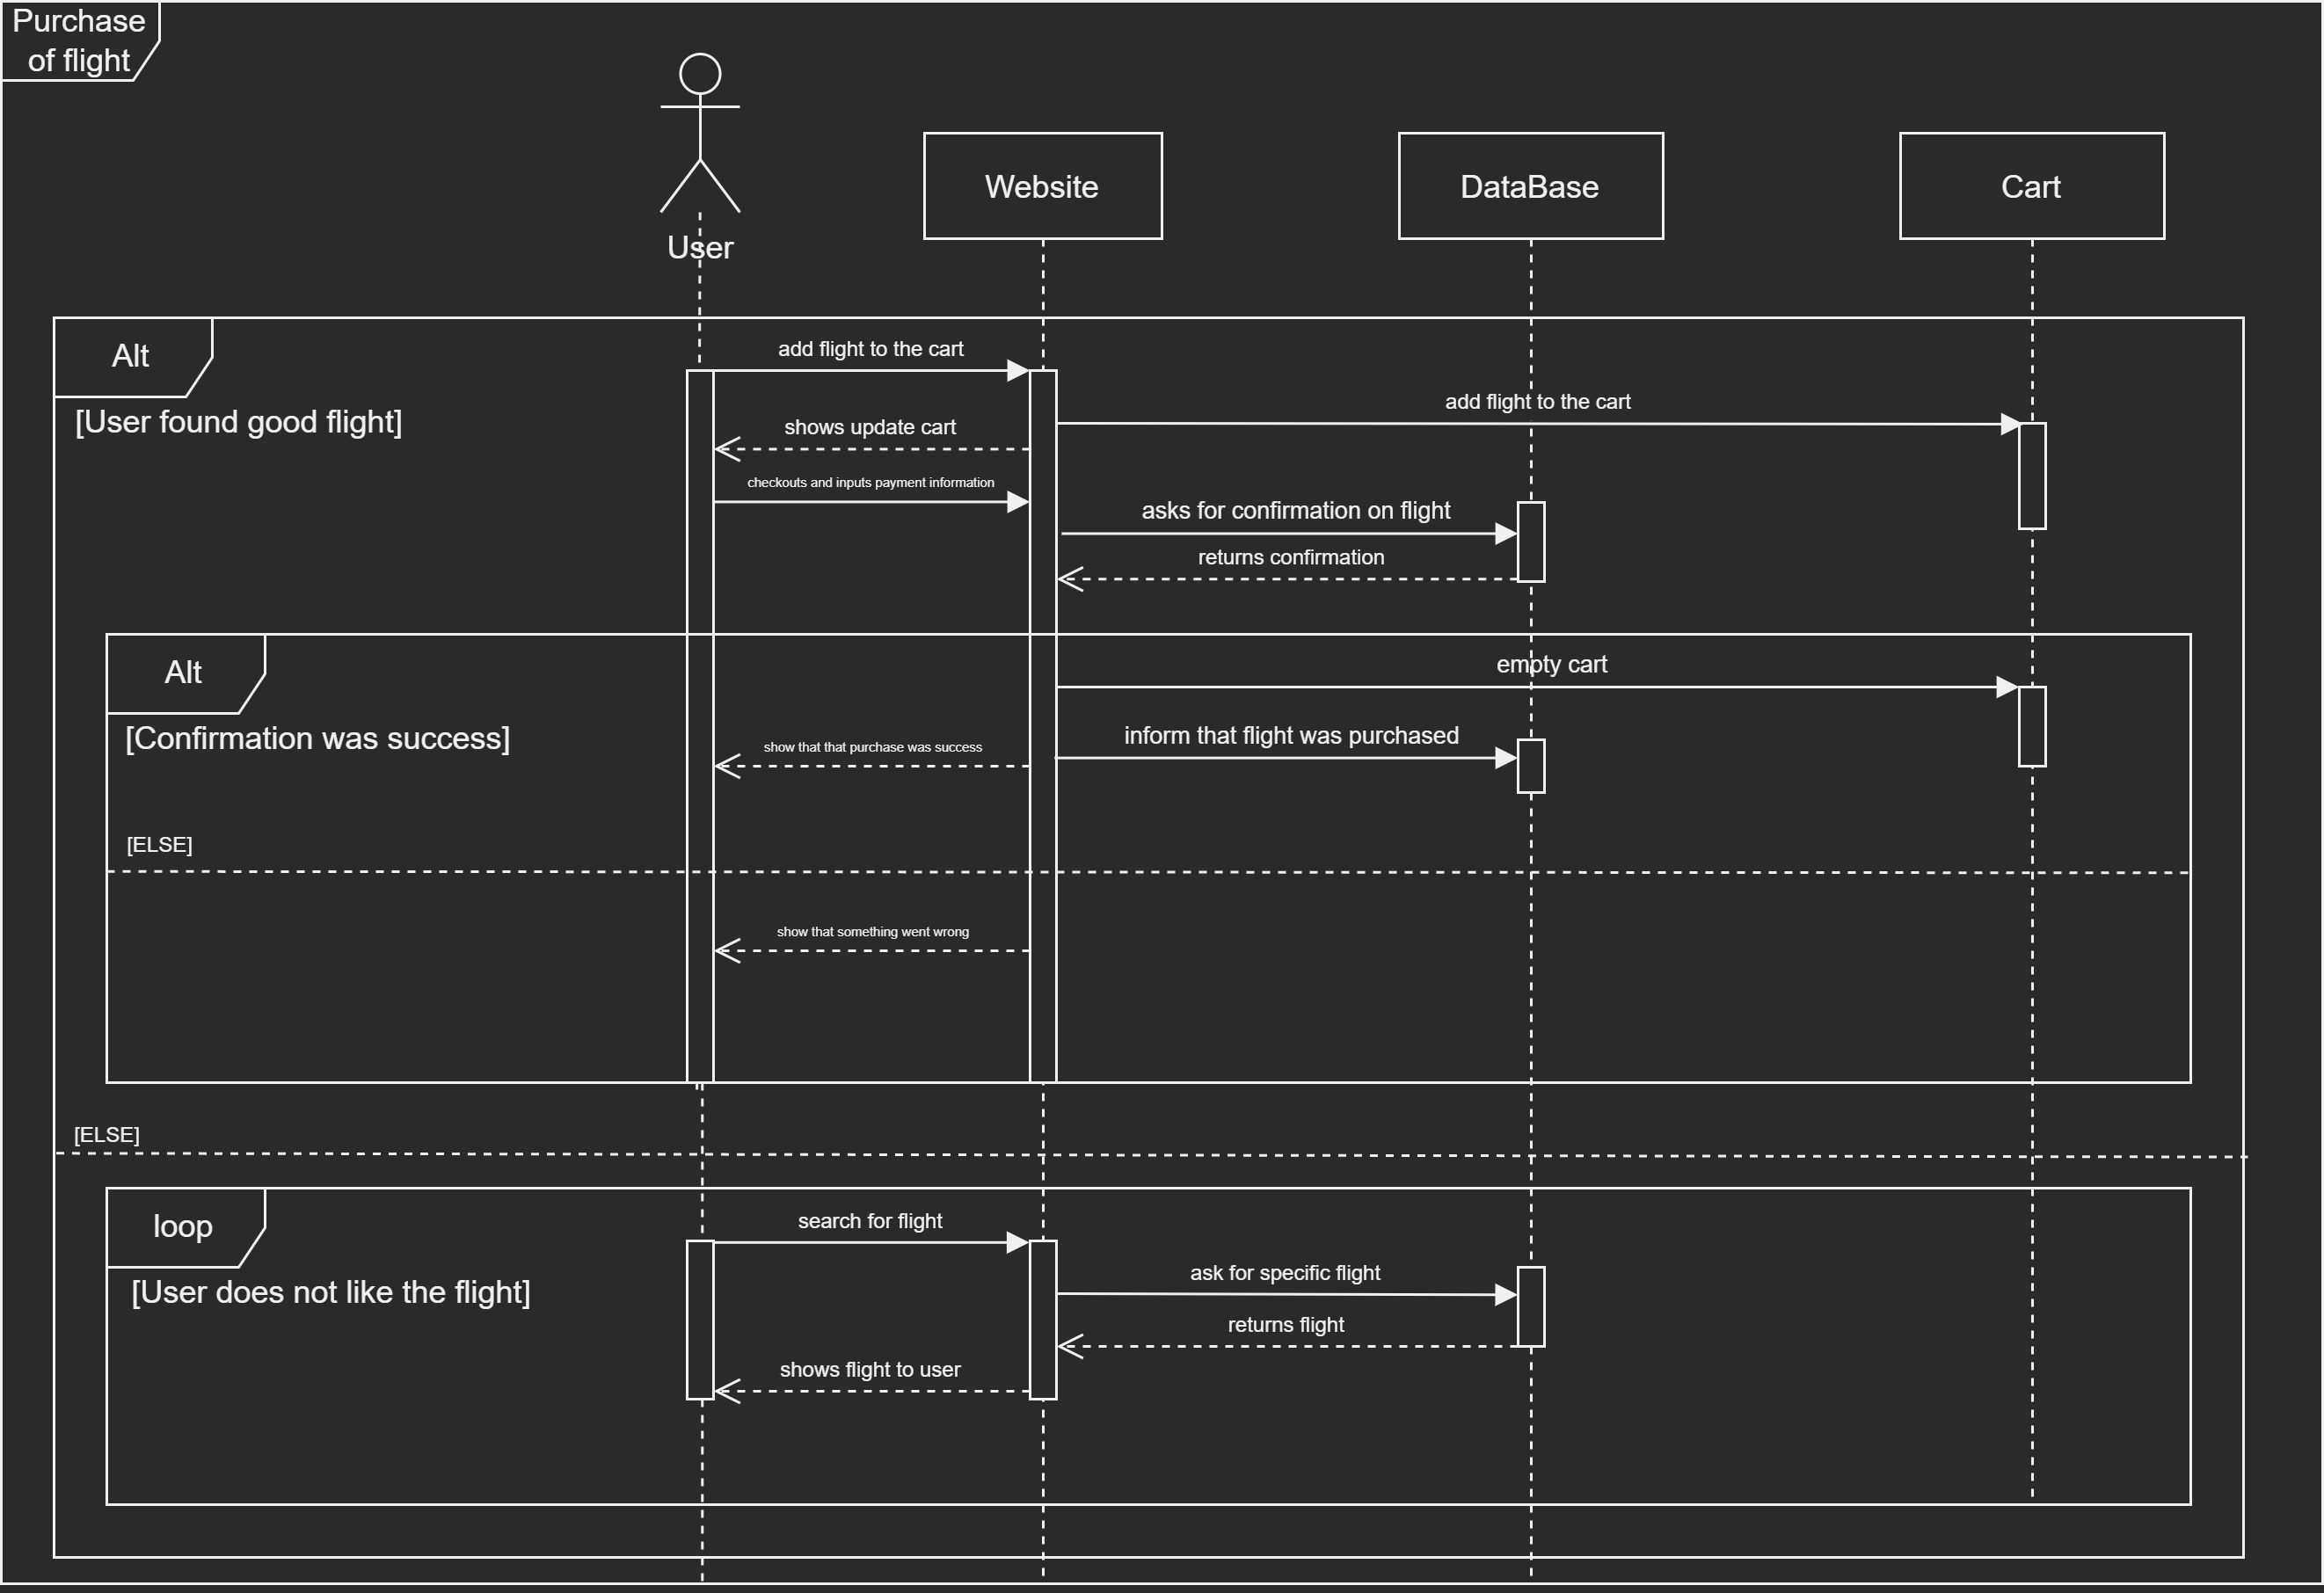 Purchase
of flight
User
Website
DataBase
Cart
Alt
[User found good flight]
add flight to the cart
add flight to the cart
shows update cart
checkouts and inputs payment information
asks for confirmation on flight
returns confirmation
Alt
[Confirmation was success]
empty cart
inform that flight was purchased
show that that purchase was success
[ELSE]
show that something went wrong
[ELSE]
loop
[User does not like the flight]
search for flight
ask for specific flight
returns flight
shows flight to user